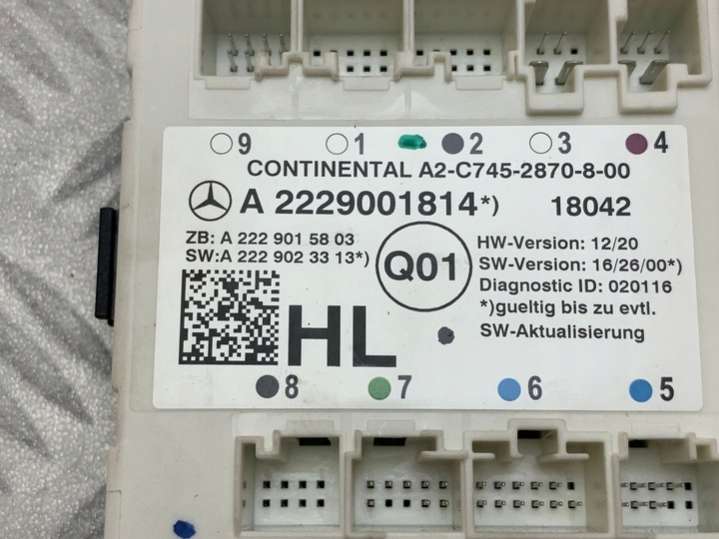 9 1 2 3 4
CONTINENTAL A2-C745-2870-8-00
A 2229001814*) 18042
ZB: A 222 901 58 03
SW:A 222 902 33 13*)
Q01
HW-Version: 12/20
SW-Version: 16/26/00*)
Diagnostic ID: 020116
*)gueltig bis zu evtl.
SW-Aktualisierung
HL
8 7 6 5